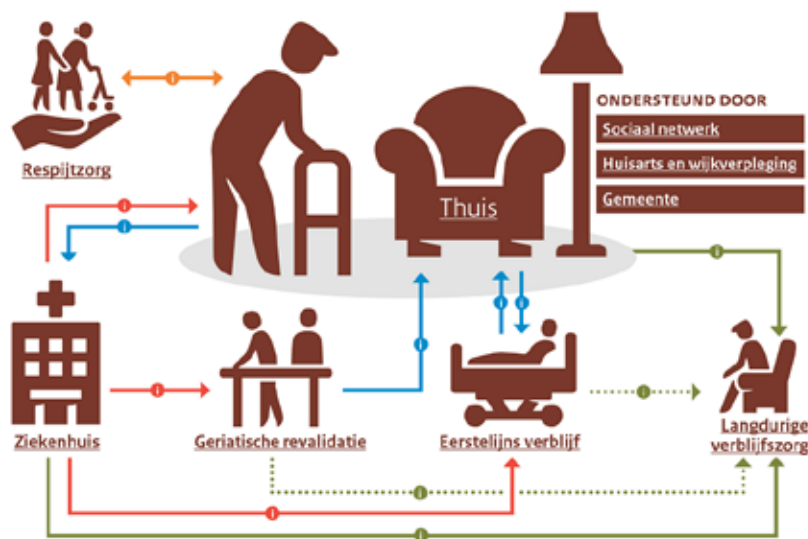 ONDERSTEUND DOOR
Sociaal netwerk
Huisarts en wijkverpleging
Gemeente
Respijtzorg
Thuis
Ziekenhuis
Geriatische revalidatie
Eerstelijns verblijf
Langdurige
verblijfszorg